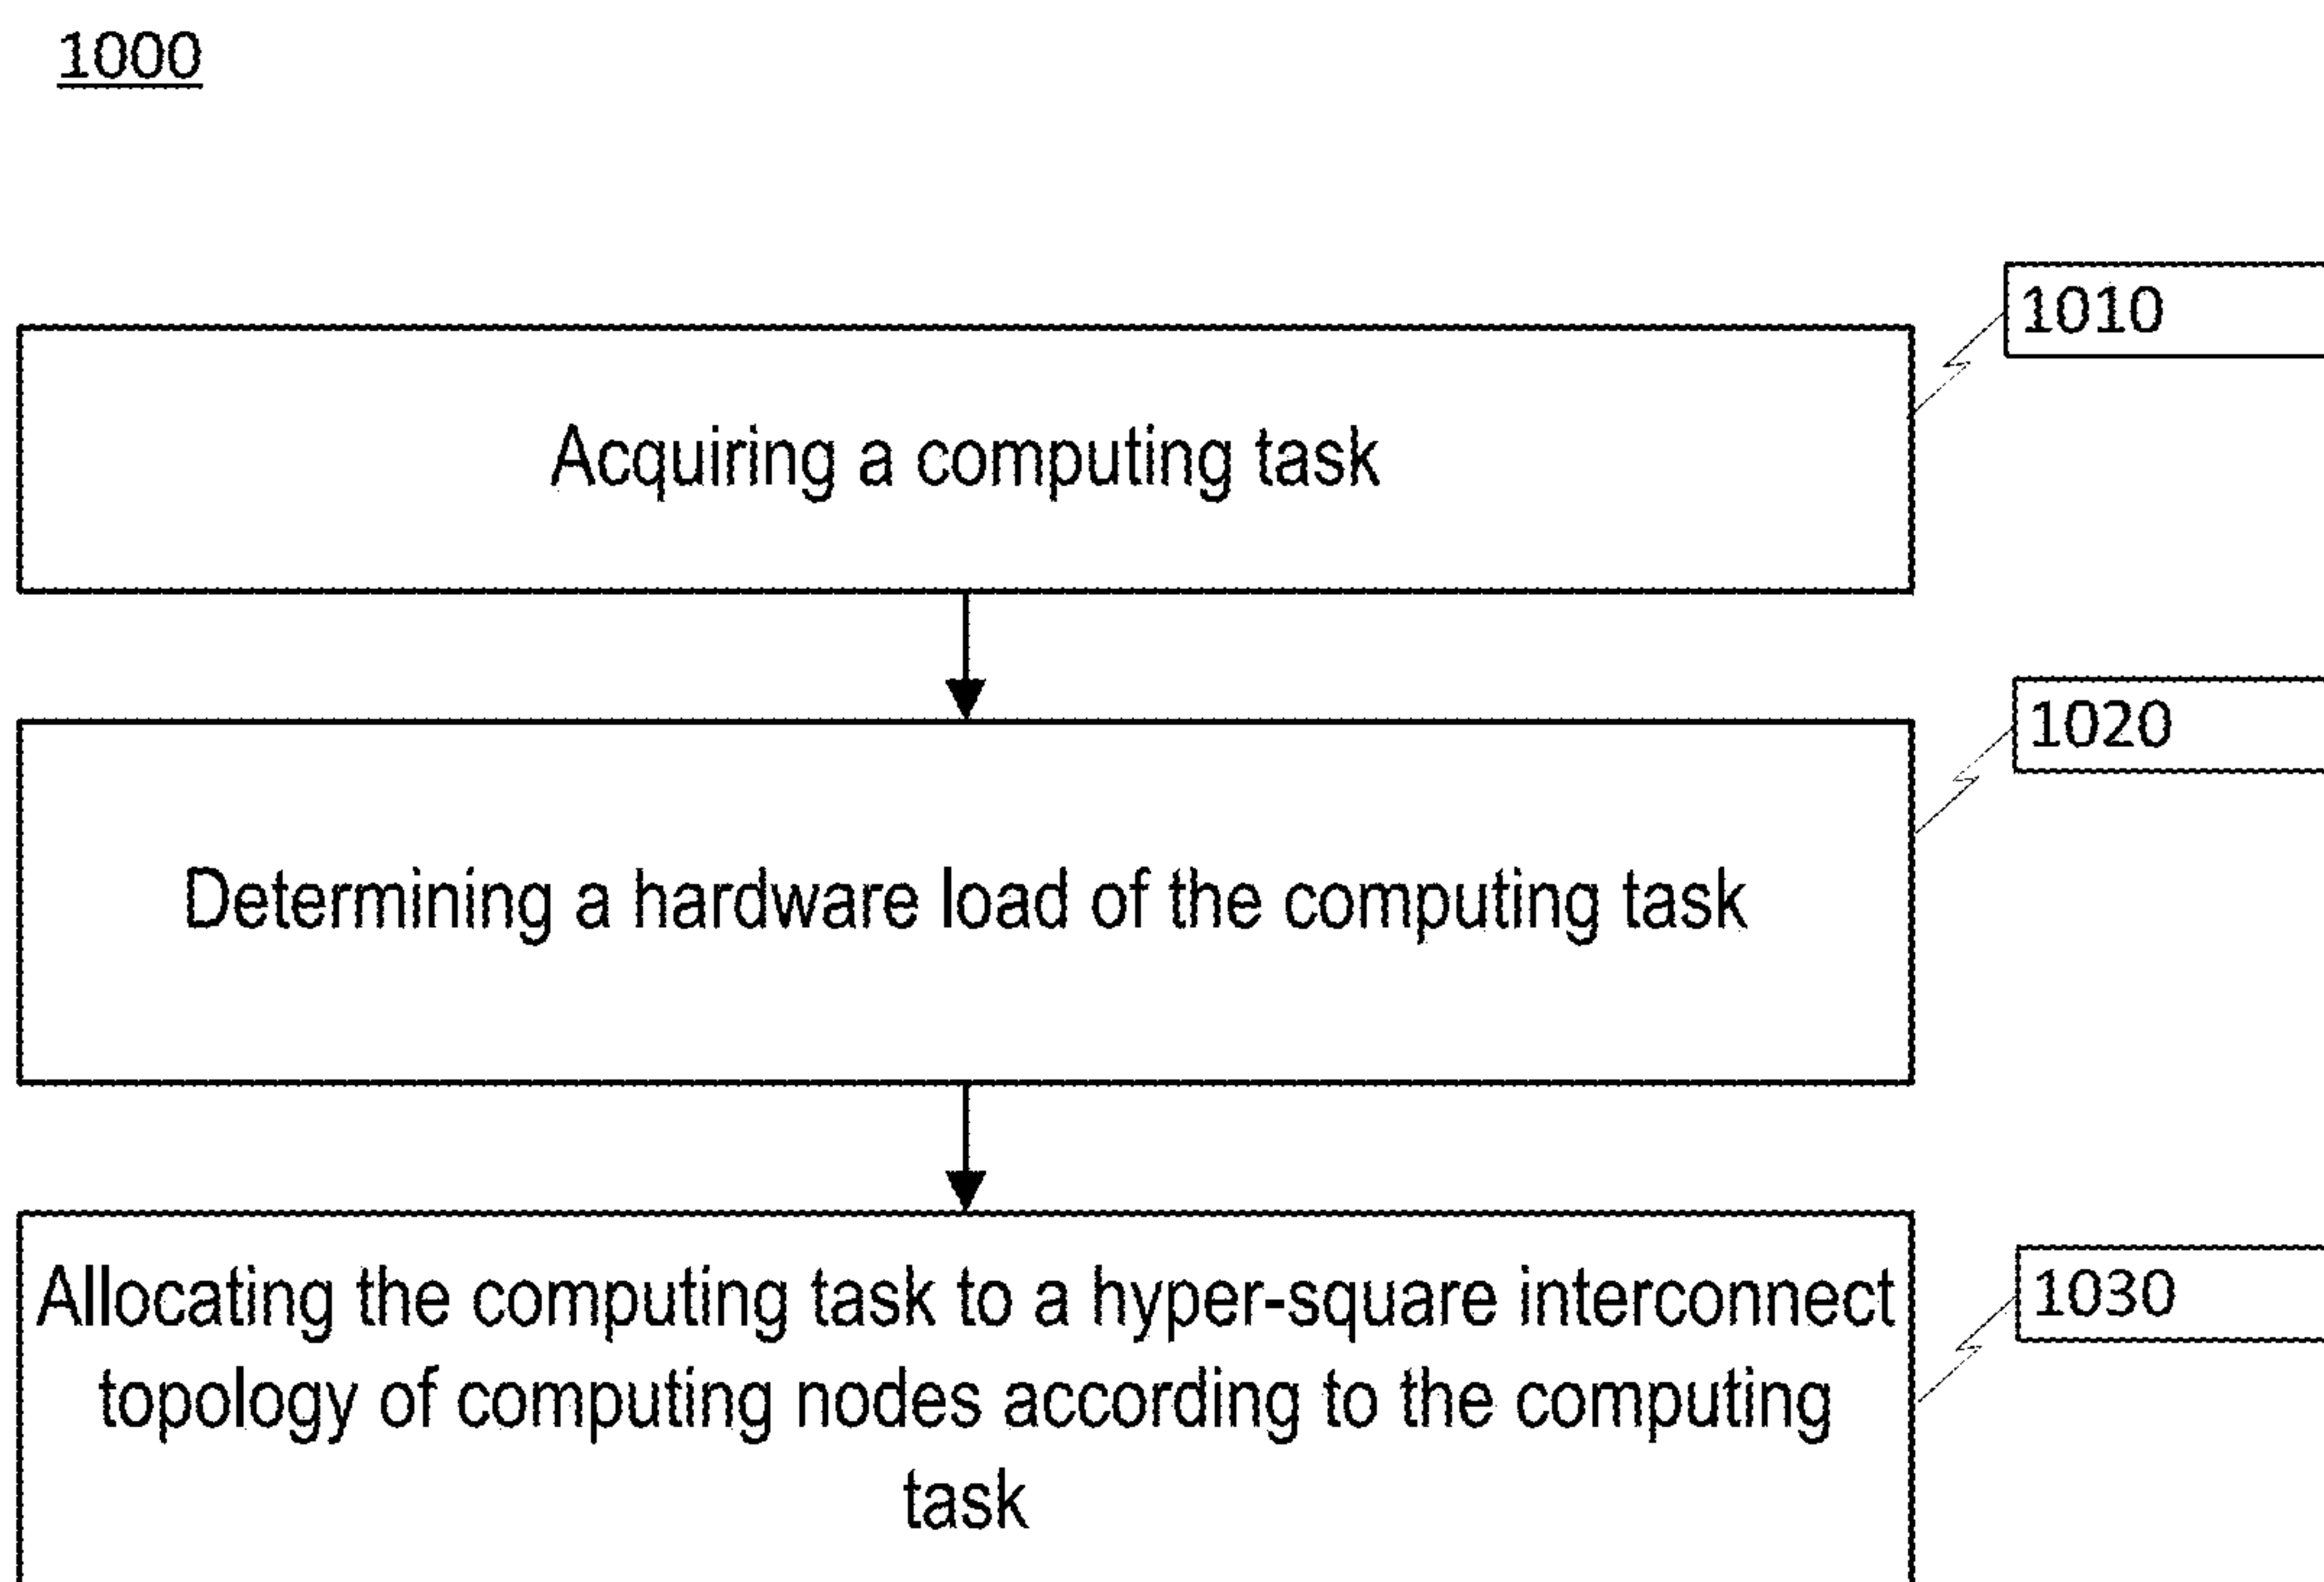 1000
1010
Acquiring a computing task
1020
Determining a hardware load of the computing task
1030
Allocating the computing task to a hyper-square interconnect
topology of computing nodes according to the computing
task